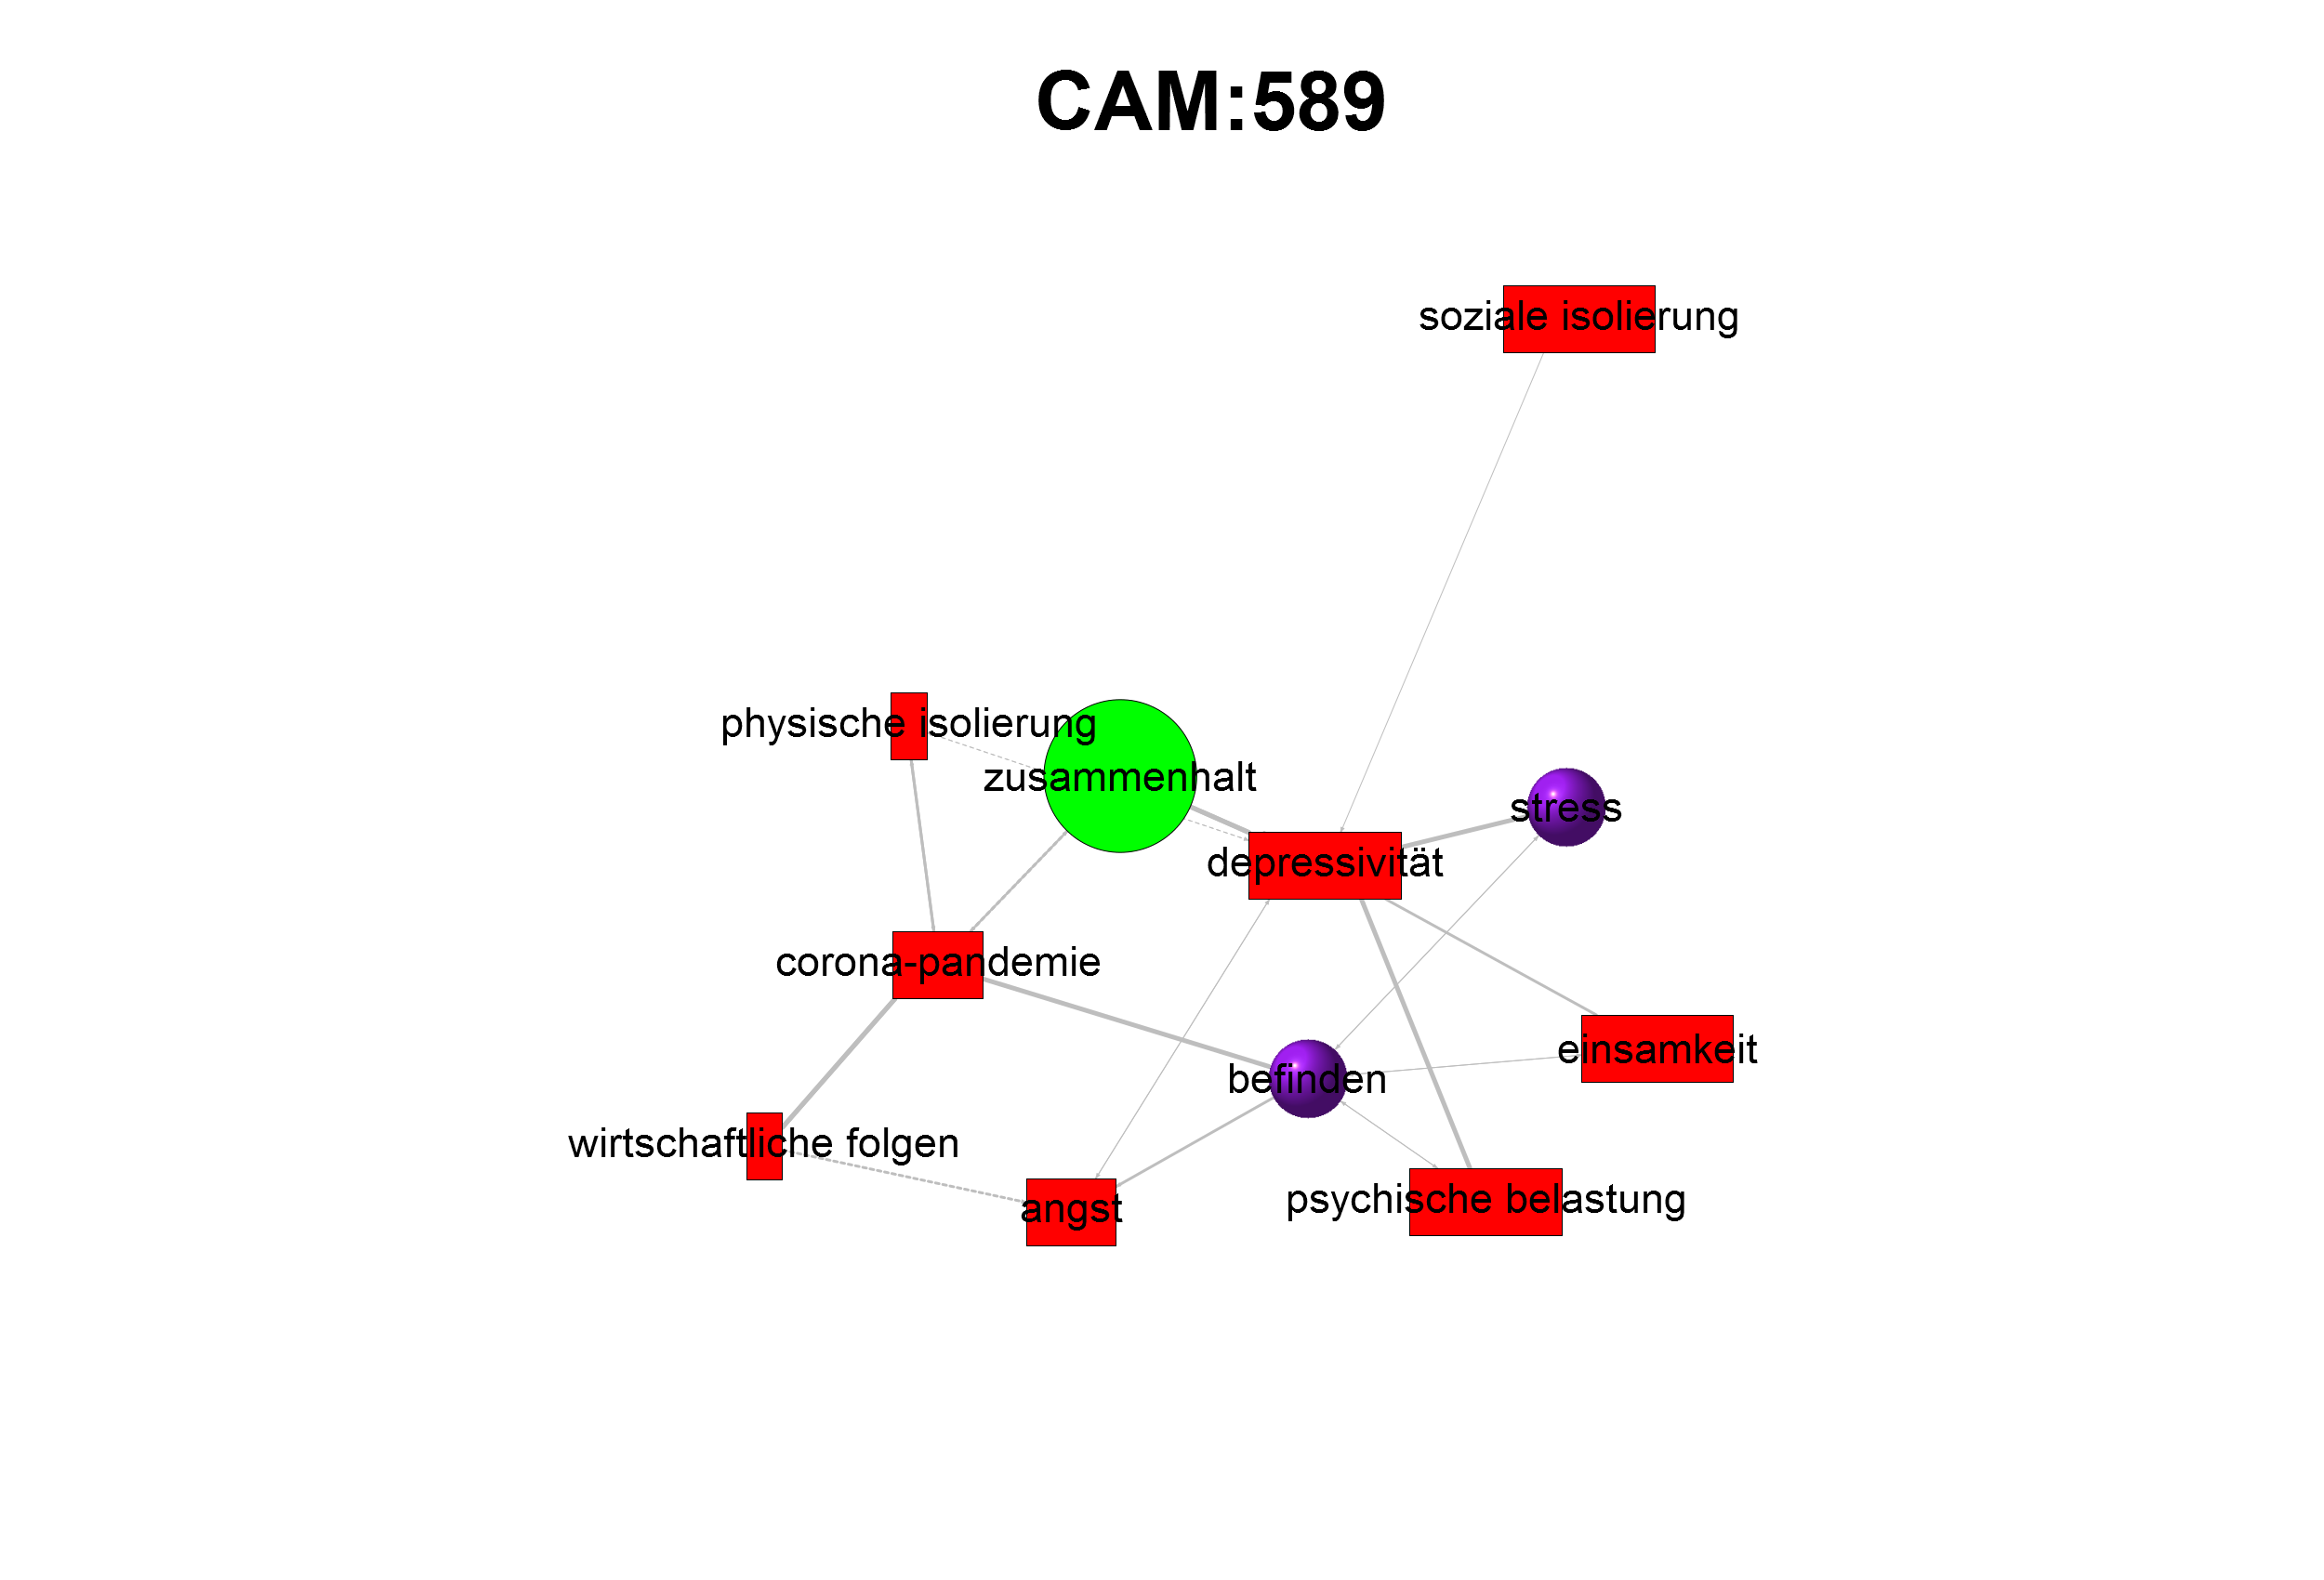 CAM:589
soziale isolierung
physische isolierung
zusammenhalt
stress
depressivität
corona-pandemie
einsamkeit
befinden
wirtschaftliche folgen
psychische belastung
angst